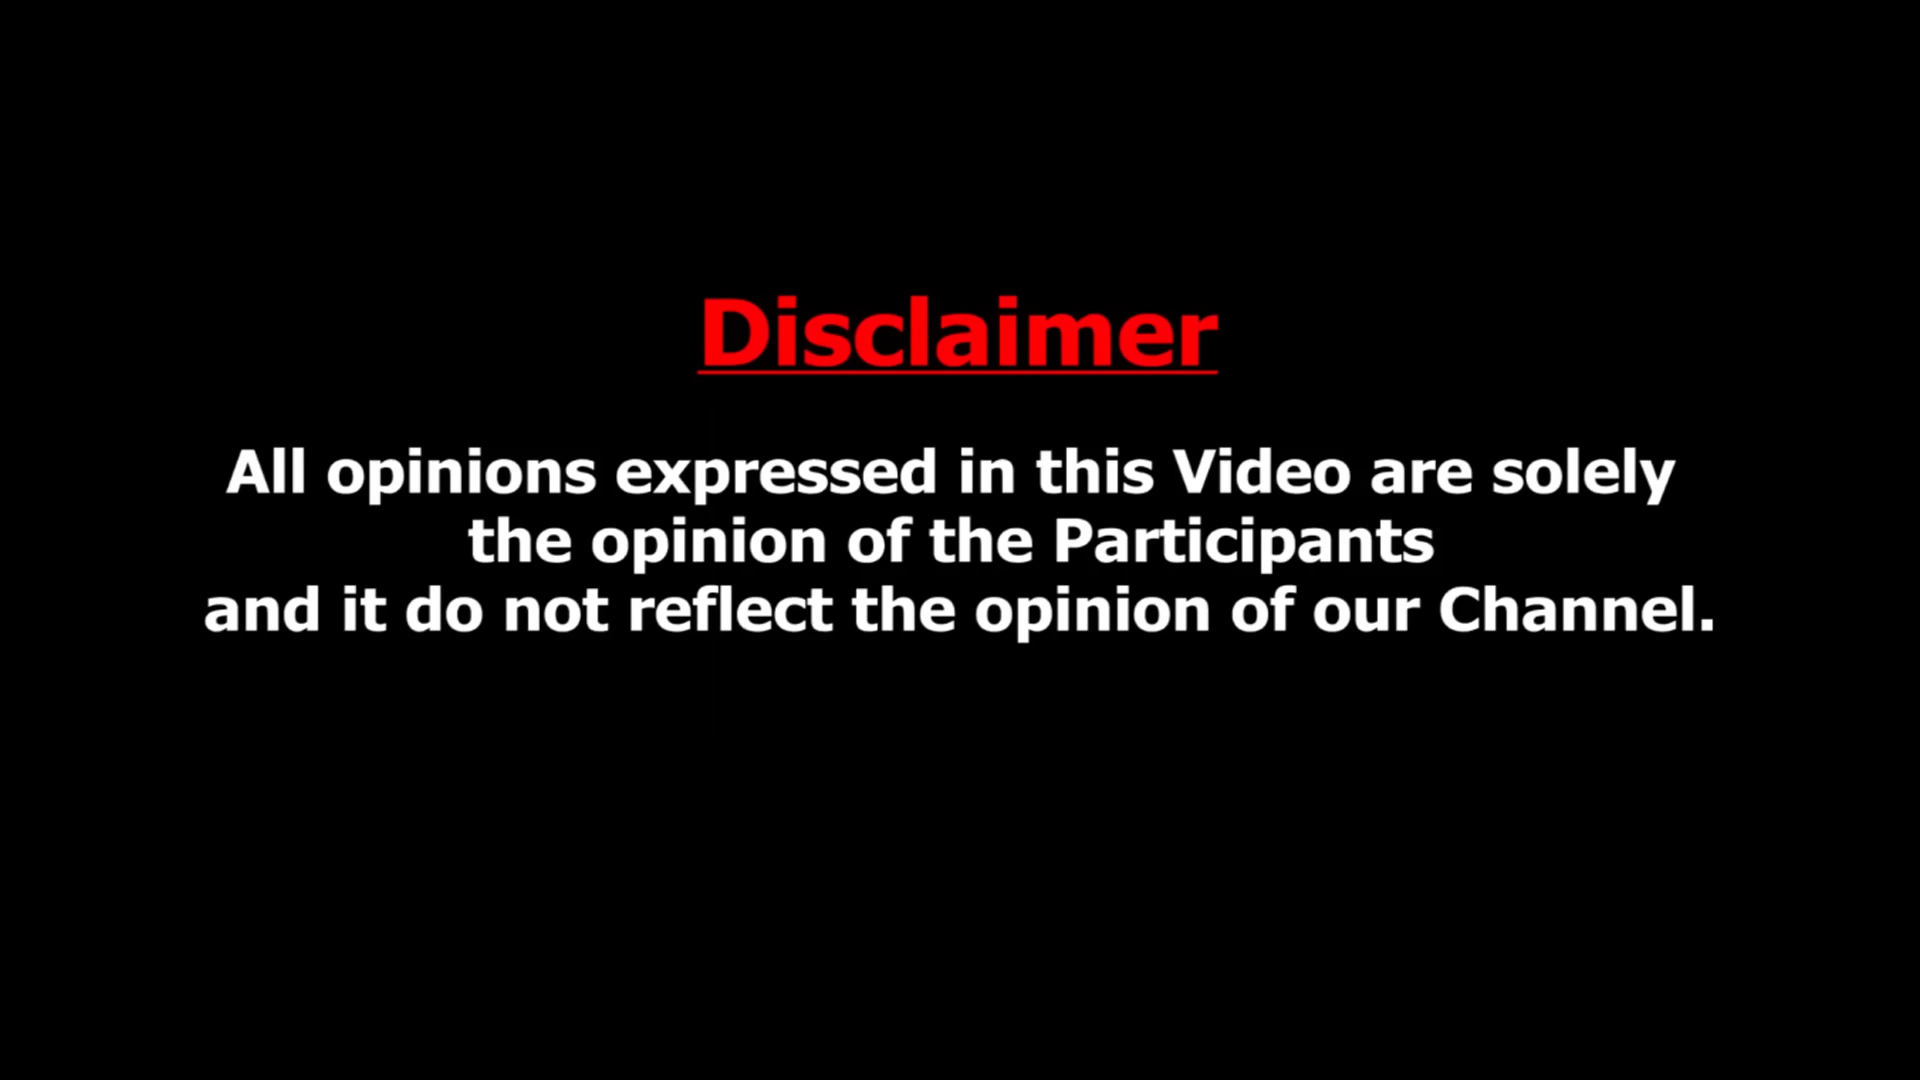 Disclaimer
All opinions expressed in this Video are solely
the opinion of the Participants
and it do not reflect the opinion of our Channel.